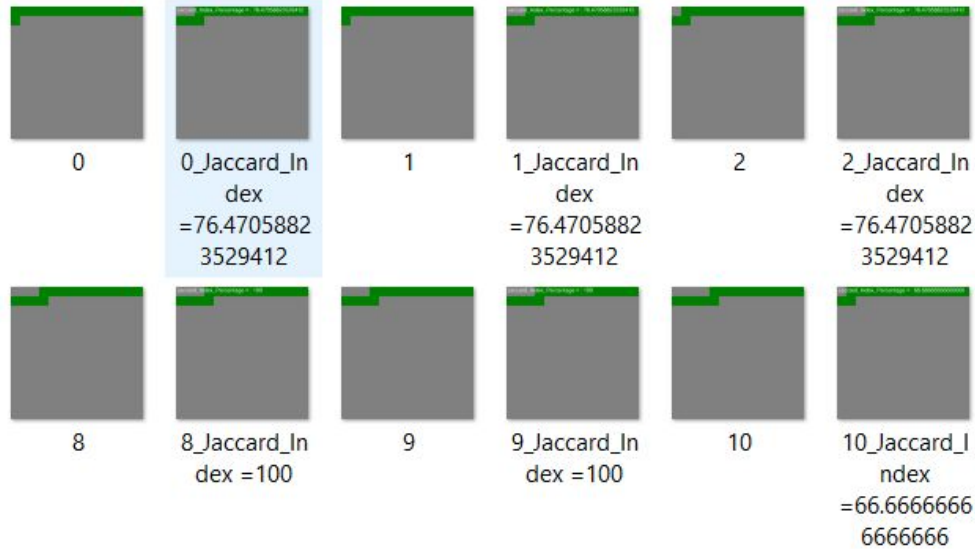 0
0_Jaccard_In
dex
=76.4705882
3529412
1
1_Jaccard_In
dex
=76.4705882
3529412
2
2_Jaccard_In
dex
=76.4705882
3529412
8
8_Jaccard_In
dex =100
9
9_Jaccard_In
dex =100
10
10_Jaccard_I
ndex
=66.6666666
6666666